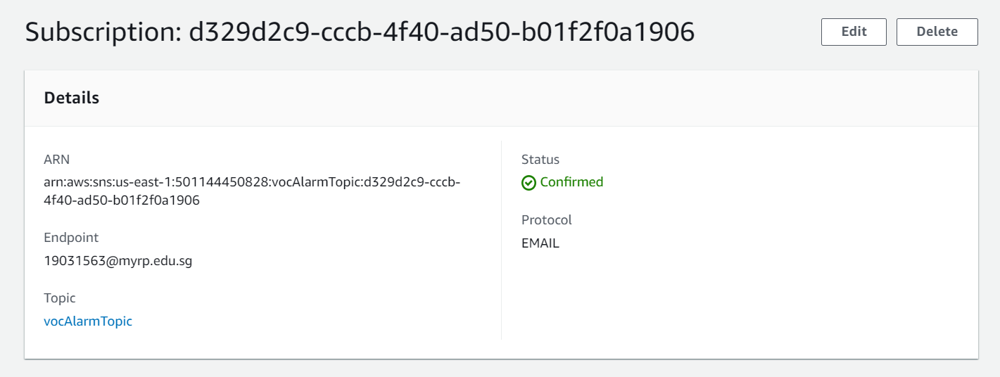 Subscription: d329d2c9-cccb-4f40-ad50-b01f2f0a1906
Edit
Delete
Details
ARN
arn:aws:sns:us-east-1:501144450828:vocAlarmTopic:d329d2c9-cccb-
4f40-ad50-b01f2f0a1906
Endpoint
19031563@myrp.edu.sg
Topic
vocAlarmTopic
Status
Confirmed
Protocol
EMAIL